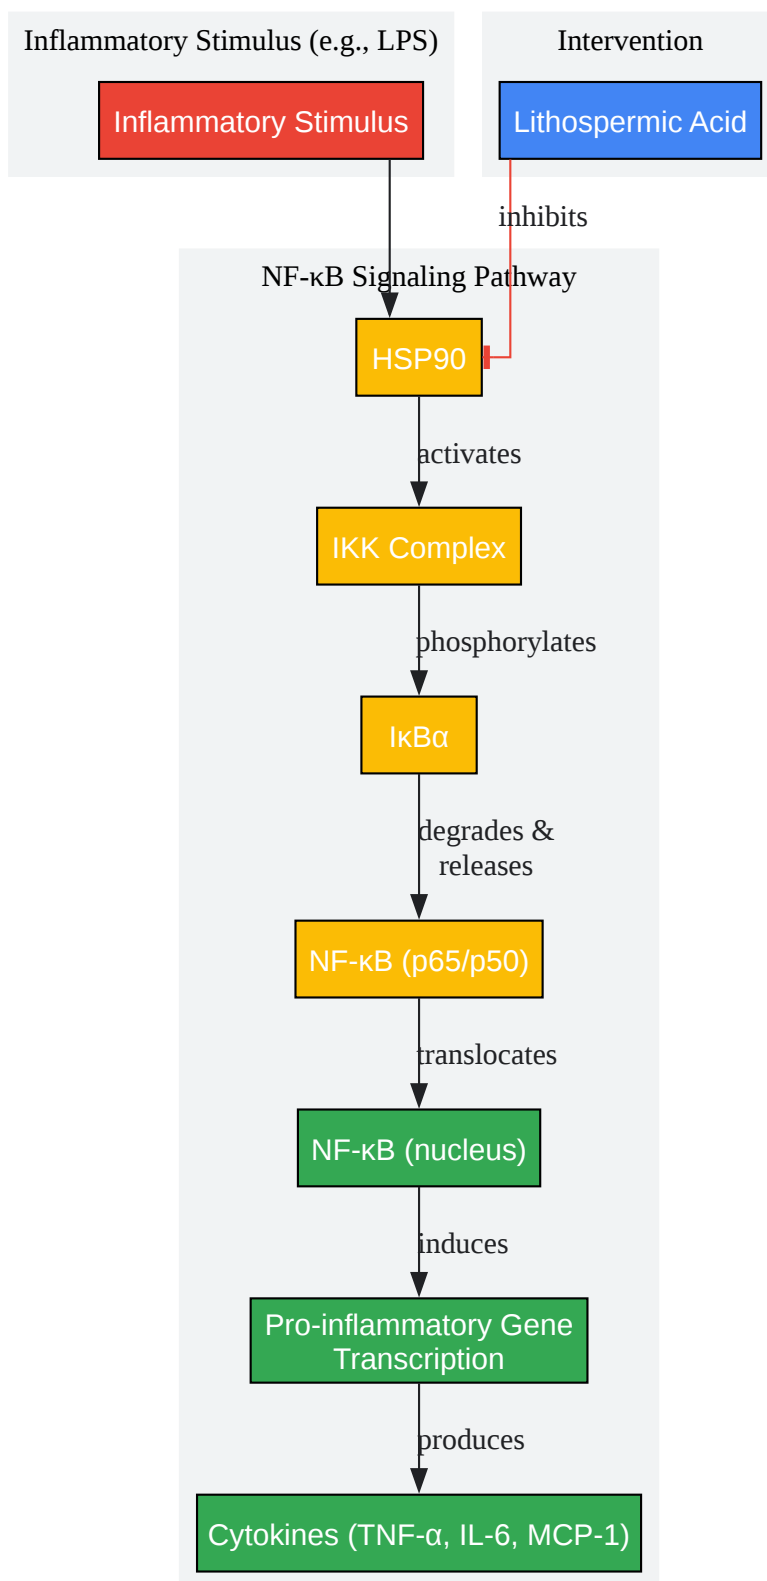 Inflammatory Stimulus (e.g., LPS)
Intervention
Inflammatory Stimulus
Lithospermic Acid
inhibits
NF-κB Signaling Pathway
HSP90
activates
IKK Complex
phosphorylates
IκBα
degrades &
releases
NF-κB (p65/p50)
translocates
NF-κB (nucleus)
induces
Pro-inflammatory Gene
Transcription
produces
Cytokines (TNF-α, IL-6, MCP-1)